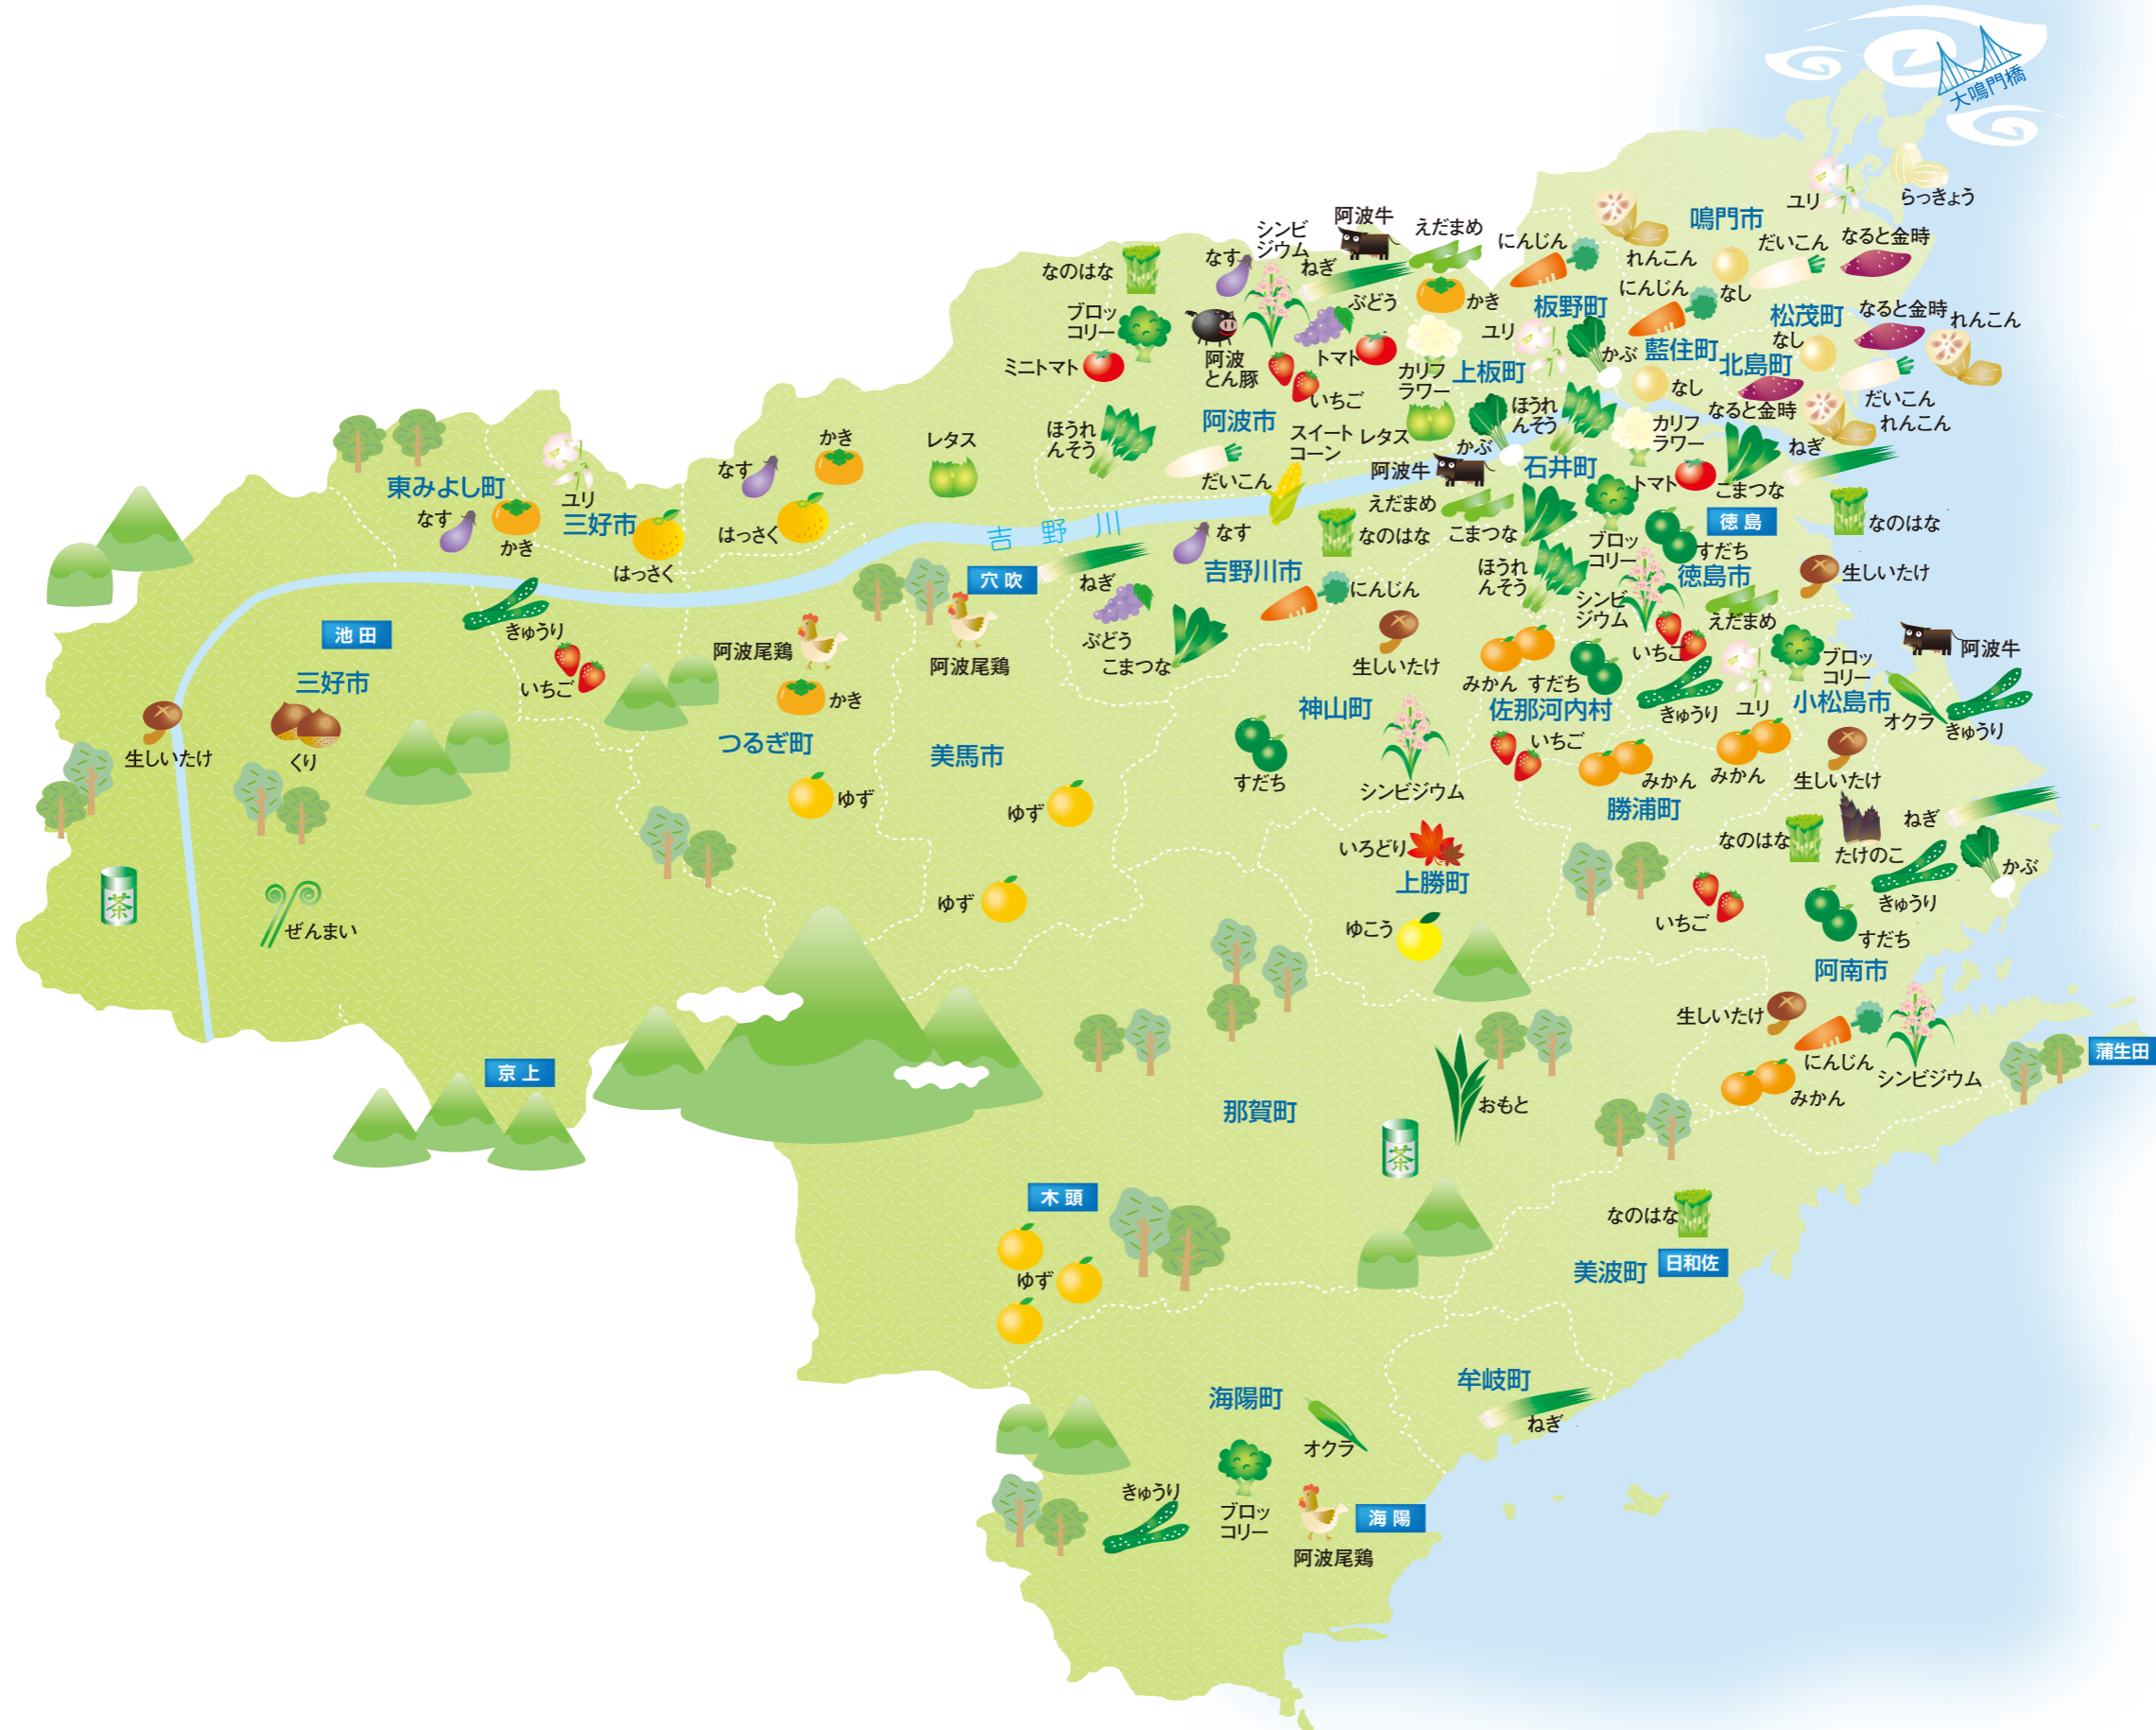 大鳴門橋
ユリ
らっきょう
鳴門市
れんこん
なし
だいこん
なると金時
にんじん
板野町
にんじん
なのはな
なす
シンビ
ジウム
阿波牛
ねぎ
えだまめ
かき
ぶどう
ブロッ
コリー
ミニトマト
阿波
とん豚
いちご
トマト
カリフ
ラワー
ユリ
かぶ
上板町
藍住町
なし
松茂町
なし
なると金時
れんこん
だいこん
北島町
なると金時
れんこん
阿波市
ほうれ
んそう
だいこん
スイート
コーン
レタス
かぶ
ほうれ
んそう
カリフ
ラワー
ねぎ
石井町
阿波牛
えだまめ
こまつな
トマト
こまつな
徳島
なのはな
東みよし町
なす
かき
ユリ
三好市
はっさく
なす
かき
はっさく
レタス
吉野川
穴吹
ねぎ
なす
なのはな
吉野川市
にんじん
ぶどう
こまつな
生しいたけ
ほうれ
んそう
ブロッ
コリー
すだち
徳島市
シンビ
ジウム
生しいたけ
えだまめ
いちご
きゅうり
ユリ
ブロッ
コリー
阿波牛
小松島市
オクラ
きゅうり
池田
三好市
きゅうり
いちご
生しいたけ
くり
茶
ぜんまい
阿波尾鶏
かき
つるぎ町
ゆず
阿波尾鶏
美馬市
ゆず
ゆず
神山町
すだち
シンビジウム
みかん
すだち
佐那河内村
いちご
みかん
みかん
生しいたけ
勝浦町
いろどり
上勝町
ゆこう
なのはな
たけのこ
ねぎ
かぶ
きゅうり
いちご
すだち
阿南市
生しいたけ
にんじん
シンビジウム
みかん
蒲生田
京上
那賀町
おもと
茶
木頭
ゆず
なのはな
美波町
日和佐
海陽町
オクラ
牟岐町
ねぎ
きゅうり
ブロッ
コリー
阿波尾鶏
海陽